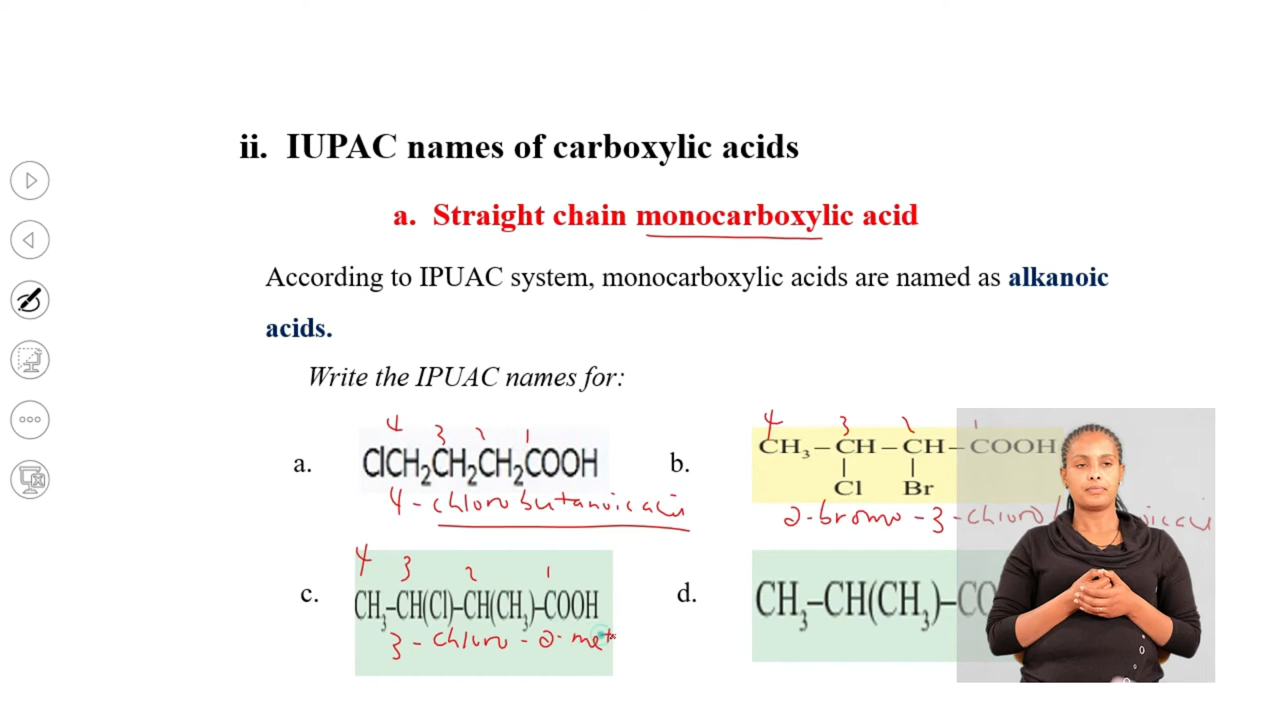 ii. IUPAC names of carboxylic acids
a. Straight chain monocarboxylic acid
According to IPUAC system, monocarboxylic acids are named as alkanoic
acids.
Write the IPUAC names for:
4 3 2 1
a. ClCH₂CH₂CH₂COOH
4 - chlorobutanoic acid
4 3 2 1
b. CH₃–CH–CH–COOH
Cl Br
2-bromo-3-chloro
4 3 2 1
c. CH₃–CH(Cl)–CH(CH₃)–COOH
3-chloro-2-met
d. CH₃–CH(CH₃)–CO